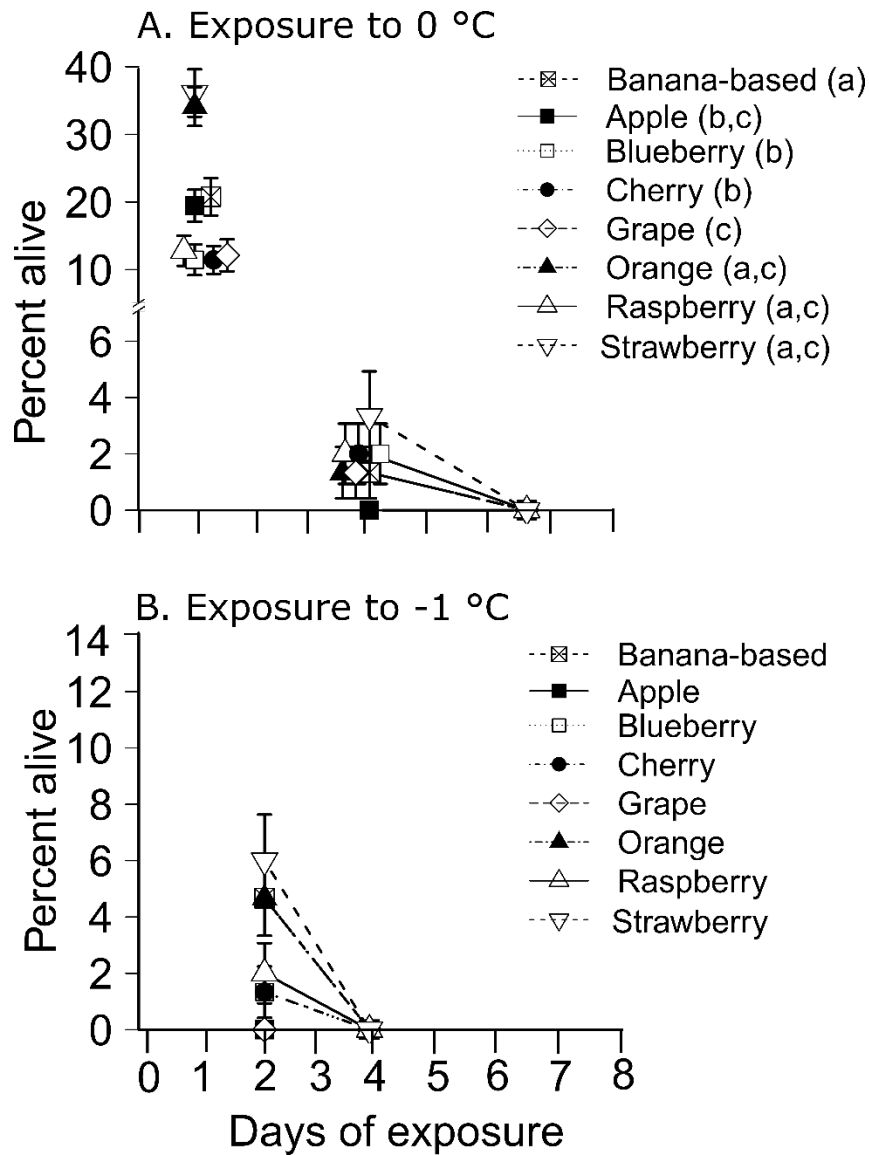 A. Exposure to 0 °C
40
30
20
10
6
4
2
0
Percent alive
Banana-based (a)
Apple (b,c)
Blueberry (b)
Cherry (b)
Grape (c)
Orange (a,c)
Raspberry (a,c)
Strawberry (a,c)
B. Exposure to -1 °C
14
12
10
8
6
4
2
0
Percent alive
Banana-based
Apple
Blueberry
Cherry
Grape
Orange
Raspberry
Strawberry
0 1 2 3 4 5 6 7 8
Days of exposure